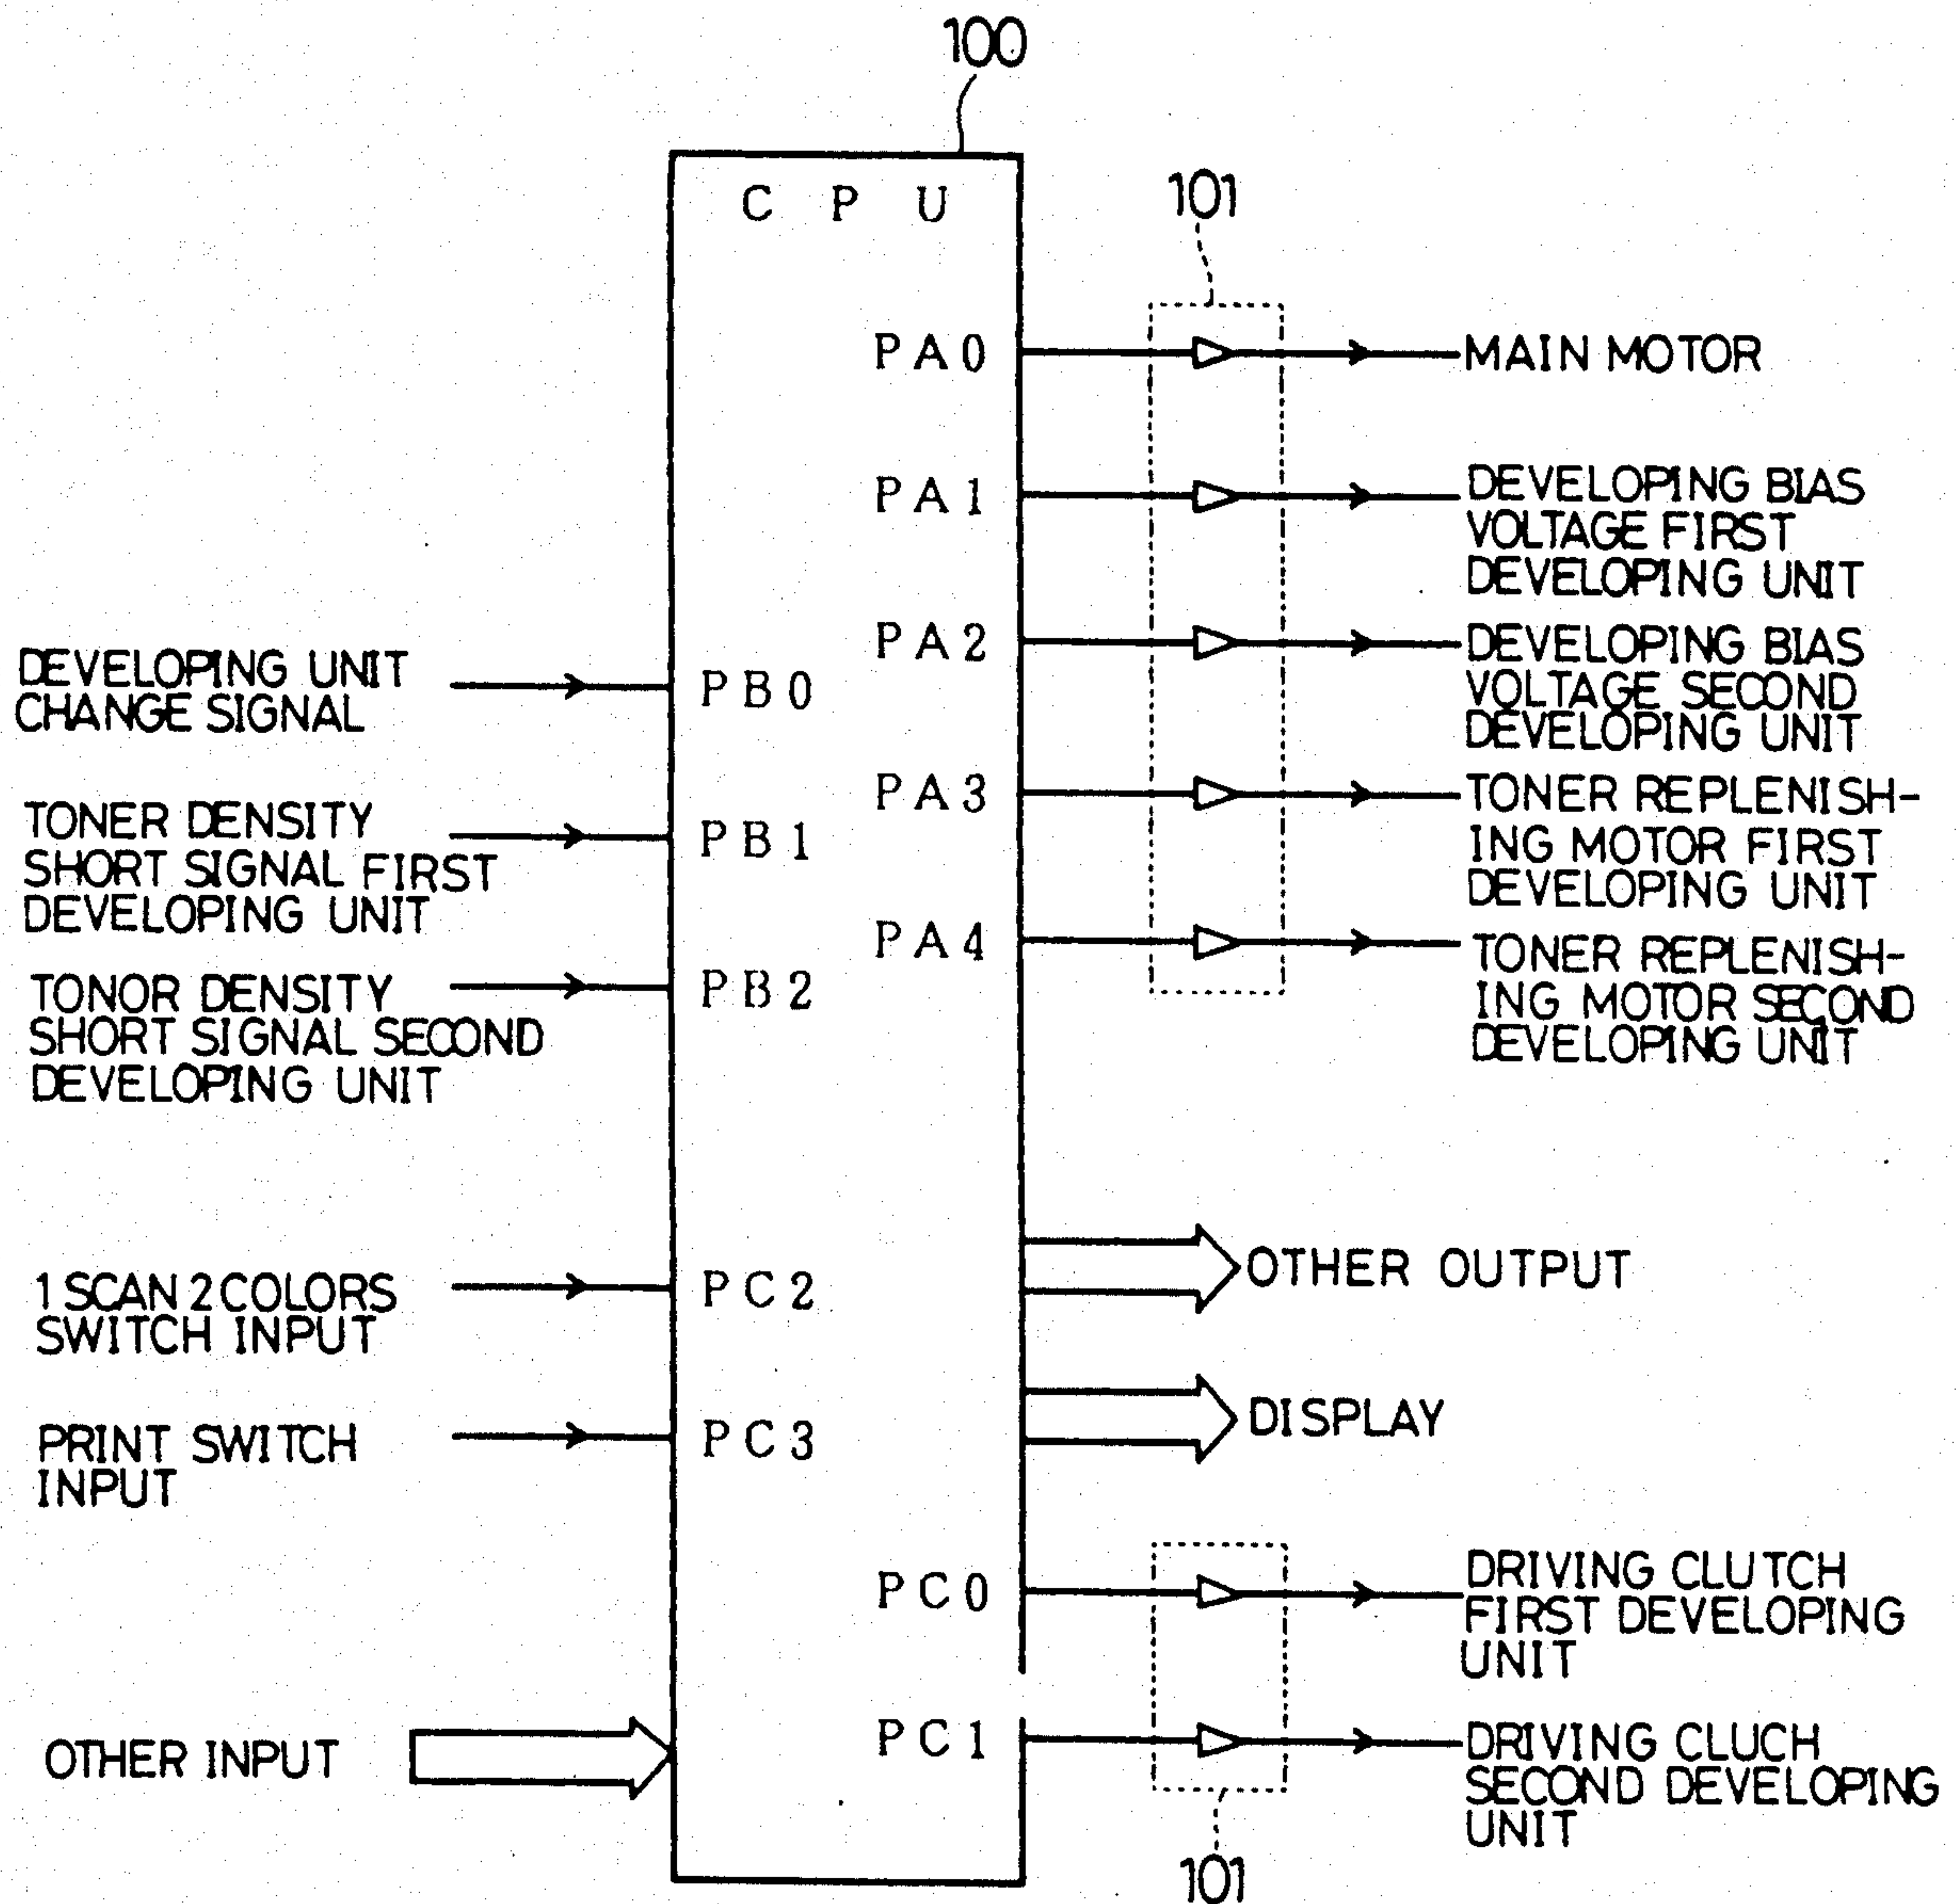 100
C P U
101
PA0
MAIN MOTOR
PA1
DEVELOPING BIAS
VOLTAGE FIRST
DEVELOPING UNIT
PA2
DEVELOPING BIAS
VOLTAGE SECOND
DEVELOPING UNIT
DEVELOPING UNIT
CHANGE SIGNAL
PB0
PA3
TONER REPLENISH-
ING MOTOR FIRST
DEVELOPING UNIT
TONER DENSITY
SHORT SIGNAL FIRST
DEVELOPING UNIT
PB1
PA4
TONER REPLENISH-
ING MOTOR SECOND
DEVELOPING UNIT
TONOR DENSITY
SHORT SIGNAL SECOND
DEVELOPING UNIT
PB2
OTHER OUTPUT
1 SCAN 2 COLORS
SWITCH INPUT
PC2
DISPLAY
PRINT SWITCH
INPUT
PC3
PC0
DRIVING CLUTCH
FIRST DEVELOPING
UNIT
OTHER INPUT
PC1
DRIVING CLUCH
SECOND DEVELOPING
UNIT
101